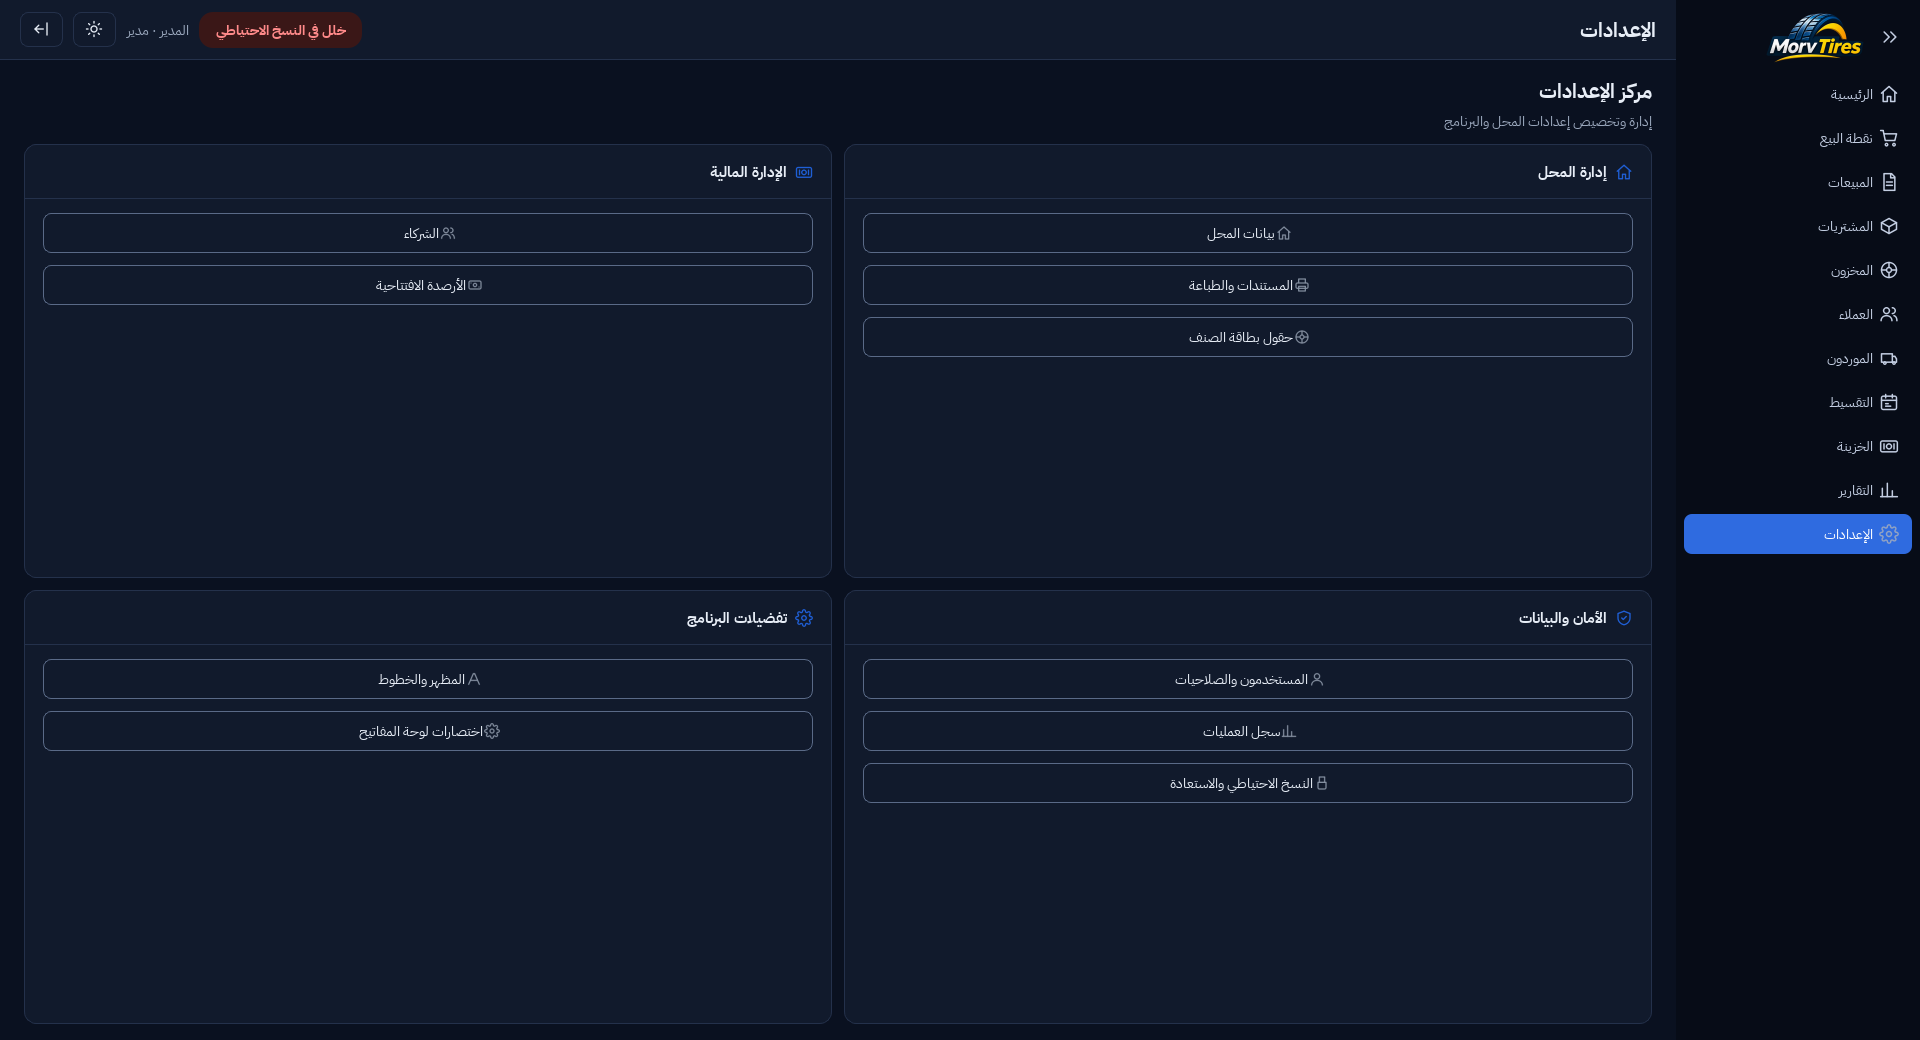 MorvTires
الرئيسية
نقطة البيع
المبيعات
المشتريات
المخزون
العملاء
الموردون
التقسيط
الخزينة
التقارير
الإعدادات
الإعدادات
خلل في النسخ الاحتياطي
المدير · مدير
مركز الإعدادات
إدارة وتخصيص إعدادات المحل والبرنامج
إدارة المحل
بيانات المحل
المستندات والطباعة
حقول بطاقة الصنف
الإدارة المالية
الشركاء
الأرصدة الافتتاحية
الأمان والبيانات
المستخدمون والصلاحيات
سجل العمليات
النسخ الاحتياطي والاستعادة
تفضيلات البرنامج
المظهر والخطوط
اختصارات لوحة المفاتيح